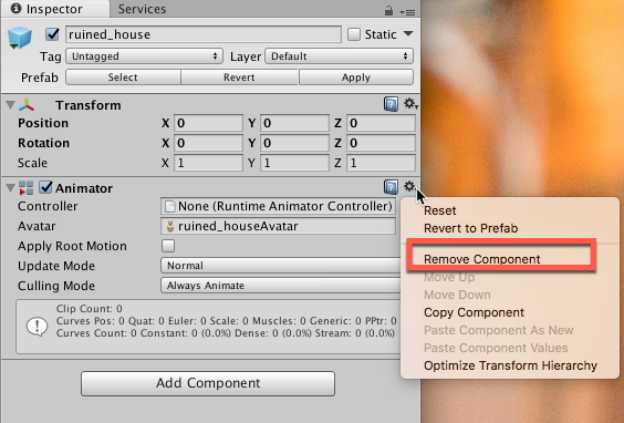 Inspector Services
ruined_house Static
Tag Untagged Layer Default
Prefab Select Revert Apply
Transform
Position X 0 Y 0 Z 0
Rotation X 0 Y 0 Z 0
Scale X 1 Y 1 Z 1
Animator
Controller None (Runtime Animator Controller)
Avatar ruined_houseAvatar
Apply Root Motion
Update Mode Normal
Culling Mode Always Animate
Clip Count: 0
Curves Pos: 0 Quat: 0 Euler: 0 Scale: 0 Muscles: 0 Generic: 0 PPtr: 0
Curves Count: 0 Constant: 0 (0.0%) Dense: 0 (0.0%) Stream: 0 (0.0%)
Add Component
Reset
Revert to Prefab
Remove Component
Move Up
Move Down
Copy Component
Paste Component As New
Paste Component Values
Optimize Transform Hierarchy